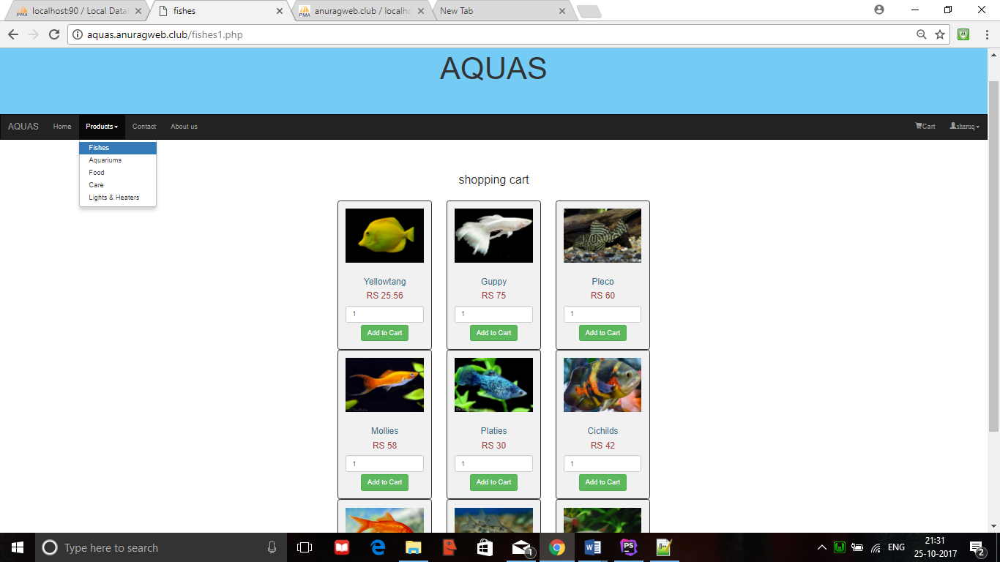 localhost:90 / Local Data
fishes
anuragweb.club / localho
New Tab
aquas.anuragweb.club/fishes1.php
AQUAS
AQUAS Home Products Contact About us Cart sharuq
Fishes
Aquariums
Food
Care
Lights & Heaters
shopping cart
Yellowtang Guppy Pleco
RS 25.56 RS 75 RS 60
1 1 1
Add to Cart Add to Cart Add to Cart
Mollies Platies Cichilds
RS 58 RS 30 RS 42
1 1 1
Add to Cart Add to Cart Add to Cart
Type here to search
1
ENG
21:31
25-10-2017
2